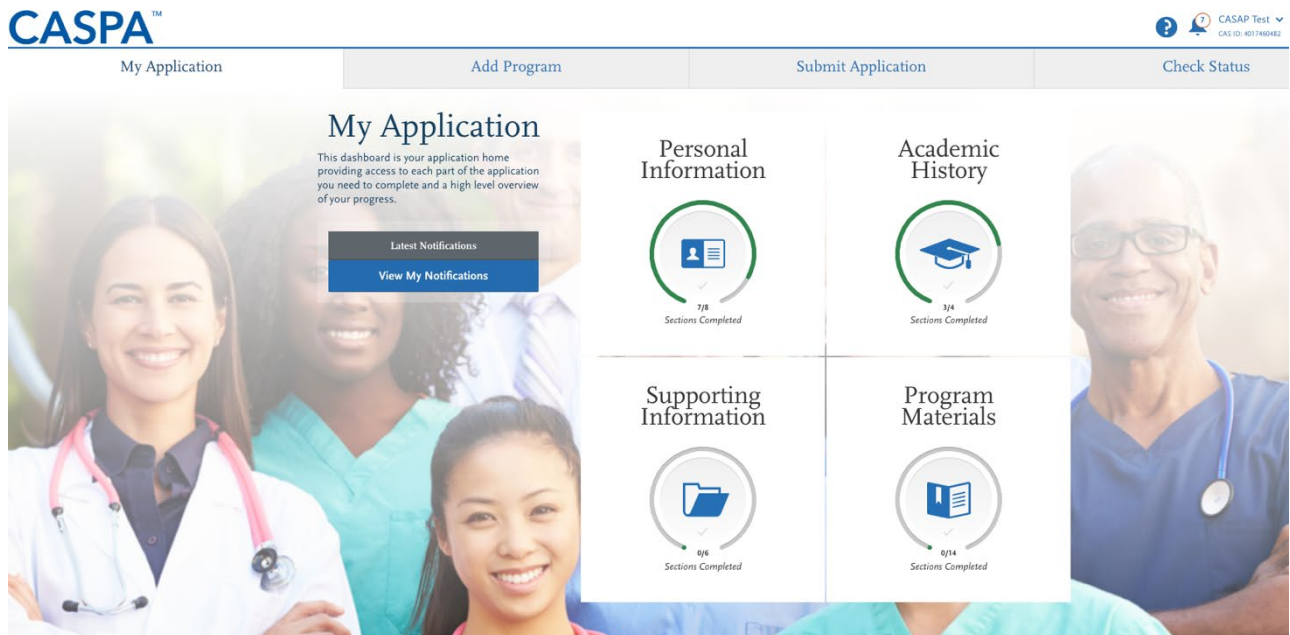 CASPA™
7
CASAP Test
CAS ID: 4017460482
My Application
Add Program
Submit Application
Check Status
My Application
This dashboard is your application home
providing access to each part of the application
you need to complete and a high level overview
of your progress.
Latest Notifications
View My Notifications
Personal
Information
7/8
Sections Completed
Academic
History
3/4
Sections Completed
Supporting
Information
0/6
Sections Completed
Program
Materials
0/14
Sections Completed